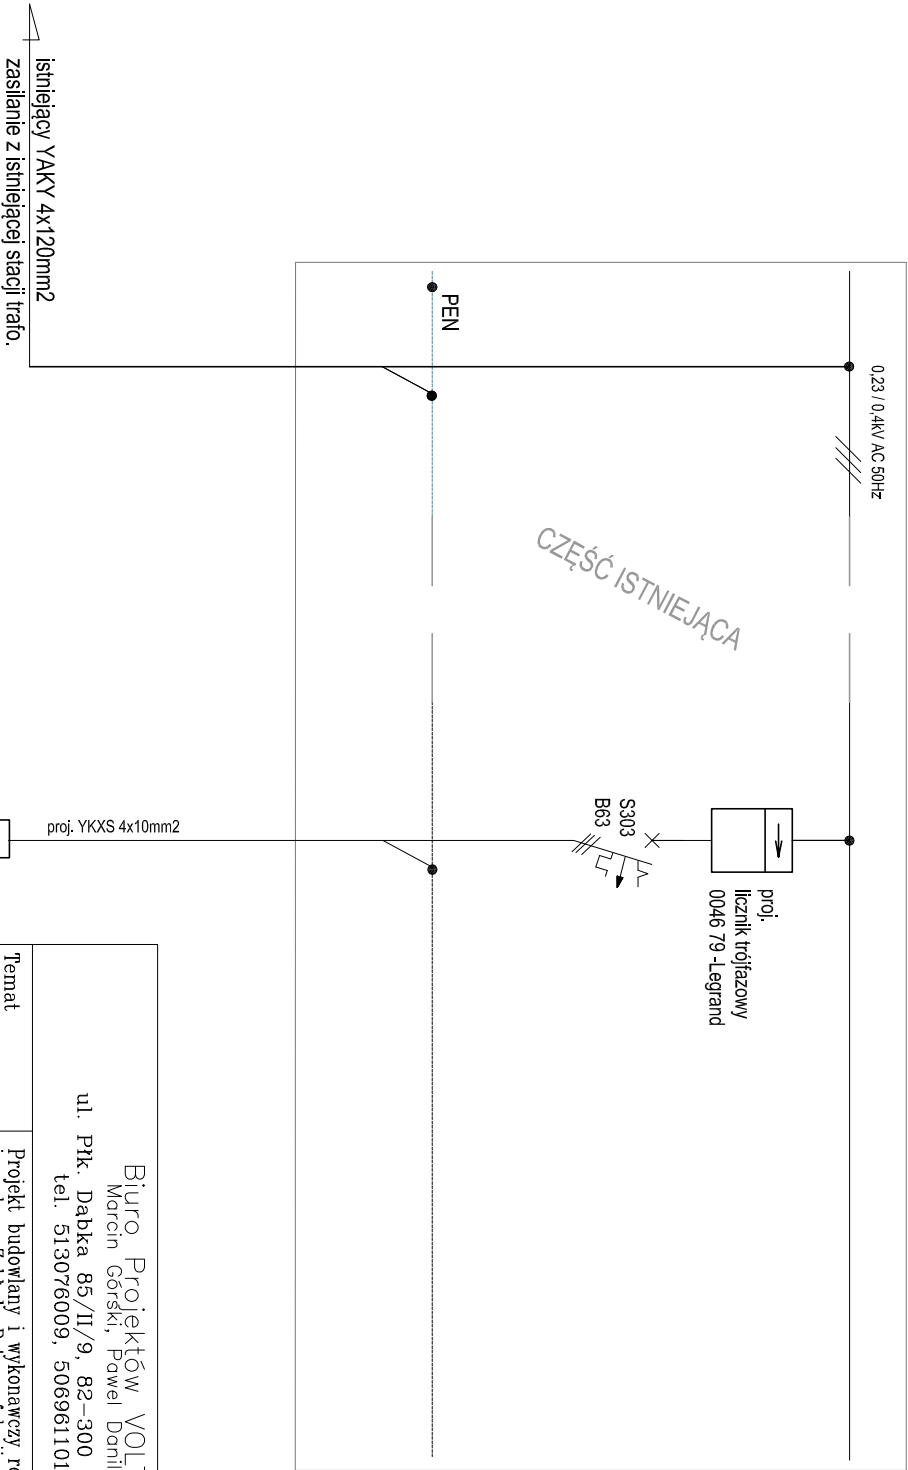 0,23 / 0,4kV AC 50Hz
proj.
licznik trójfazowy
0046 79 -Legrand
S303
B63
CZĘŚĆ ISTNIEJĄCA
PEN
istniejący YAKY 4x120mm2
zasilanie z istniejącej stacji trafo.
proj. YKXS 4x10mm2
Biuro Projektów
Marcin Górski, Paweł
ul. Płk. Dąbka 85/II/9, 82-300
tel. 513076009, 506961101
Temat
Projekt budowlany i wykonawczy